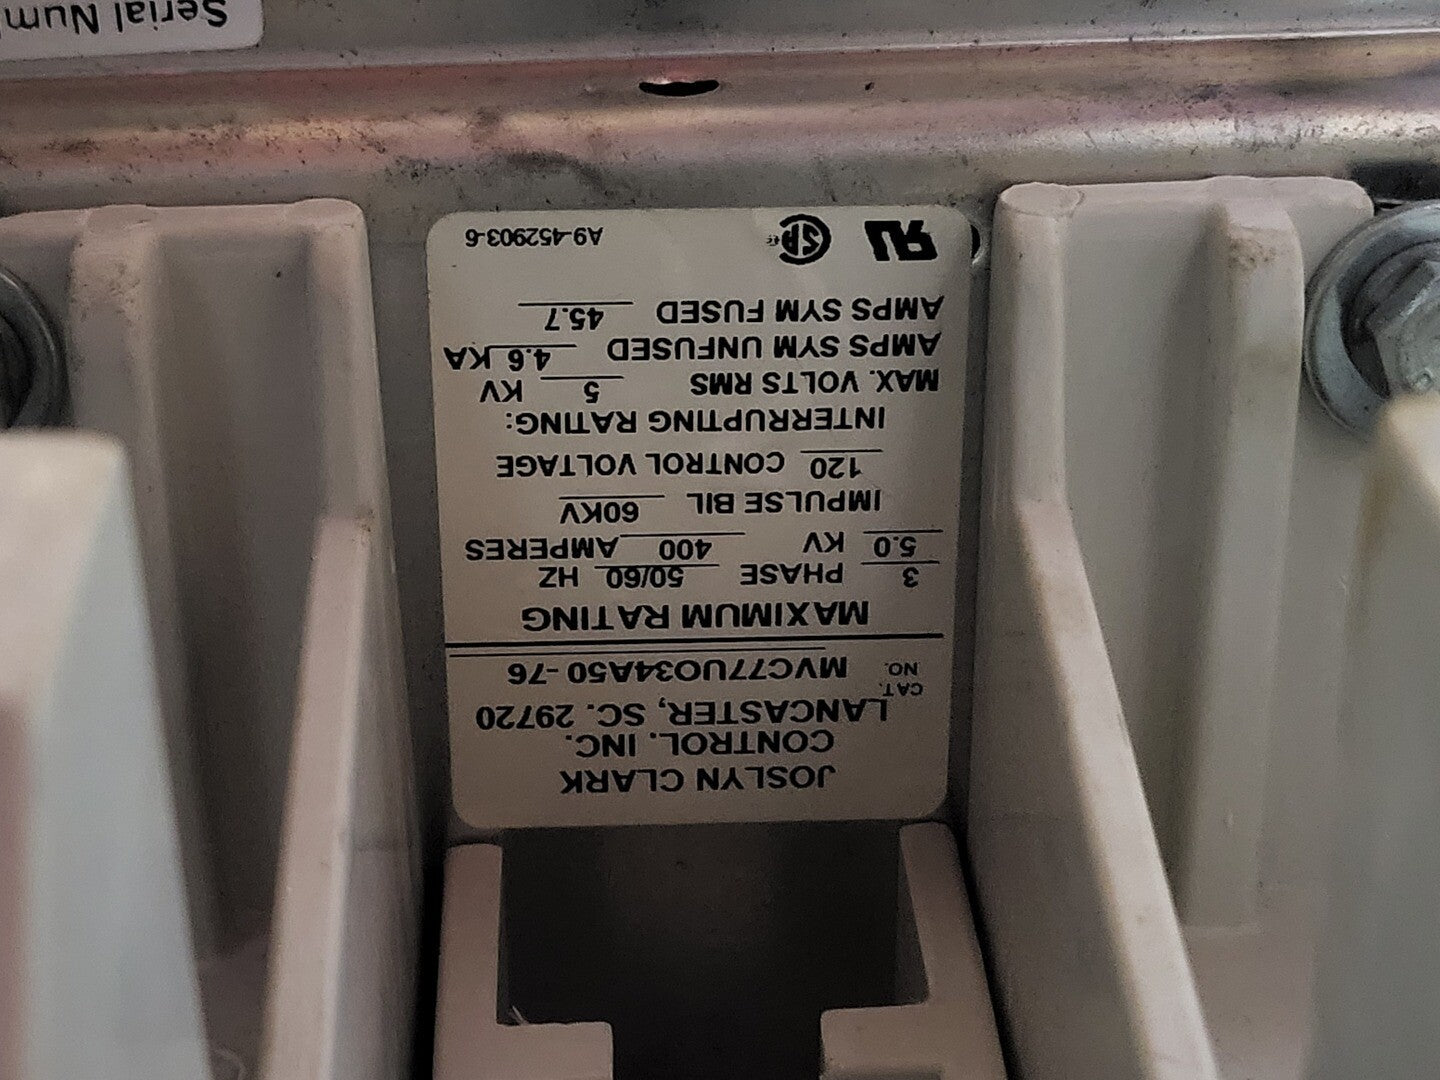 JOSLYN CLARK
CONTROL, INC.
LANCASTER, SC. 29720
CAT. NO. MVC77U034A50-76
MAXIMUM RATING
3 PHASE 50/60 HZ
5.0 KV 400 AMPERES
IMPULSE BIL 60KV
120 CONTROL VOLTAGE
INTERRUPTING RATING:
MAX. VOLTS RMS 5 KV
AMPS SYM UNFUSED 4.6 KA
AMPS SYM FUSED 45.7
A9-452903-6
Serial Num